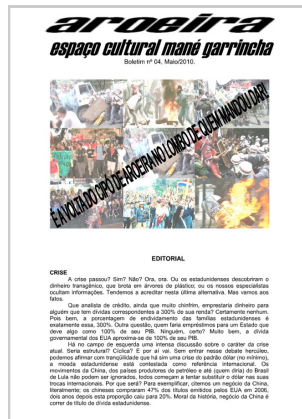 aroeira
espaço cultural mané garrincha
Boletim nº 04, Maio/2010.
É A VOLTA DO CIPÓ DE AROEIRA NO LOMBO DE QUEM MANDOU DAR!
EDITORIAL
CRISE
A crise passou? Sim? Não? Ora, ora. Ou os estadunidenses descobriram o
dinheiro transgênico, que brota em árvores de plástico; ou os nossos especialistas
ocultam informações. Tendemos a acreditar nesta última alternativa. Mas vamos aos
fatos.
Que analista de crédito, ainda que muito chinfrim, emprestaria dinheiro para
alguém que tem dívidas correspondentes a 300% de sua renda? Certamente nenhum.
Pois bem, a porcentagem de endividamento das famílias estadunidenses é
exatamente essa, 300%. Outra questão, quem faria empréstimos para um Estado que
deve algo como 100% de seu PIB. Ninguém, certo? Muito bem, a dívida
governamental dos EUA aproxima-se de 100% de seu PIB.
Há no campo de esquerda uma intensa discussão sobre o caráter da crise
atual. Seria estrutural? Cíclica? E por aí vai. Sem entrar nesse debate hercúleo,
podemos afirmar com tranqüilidade que há sim uma crise do padrão dólar (no mínimo),
a moeda estadunidense está contestada como referência internacional. Os
movimentos da China, dos países produtores de petróleo e até (quem diria) do Brasil
de Lula não podem ser ignorados, todos começam a tentar substituir o dólar nas suas
trocas internacionais. Por que será? Para exemplificar, citemos um negócio da China,
literalmente: os chineses compraram 47% dos títulos emitidos pelos EUA em 2006,
dois anos depois esta proporção caiu para 20%. Moral da história, negócio da China é
correr de título de dívida estadunidense.